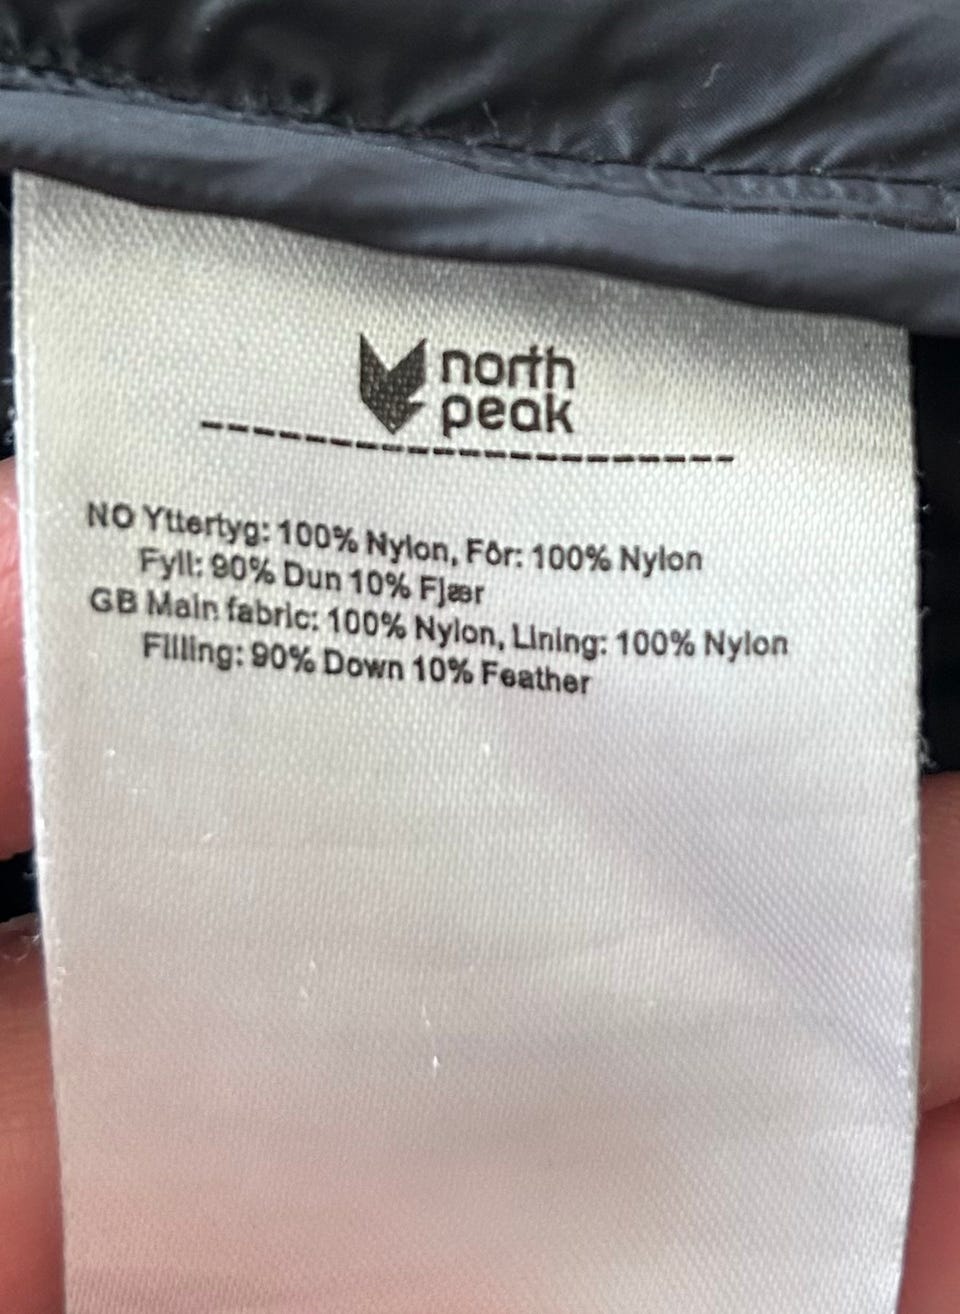 north
peak
NO Yttertyg: 100% Nylon, Fôr: 100% Nylon
Fyll: 90% Dun 10% Fjær
GB Main fabric: 100% Nylon, Lining: 100% Nylon
Filling: 90% Down 10% Feather